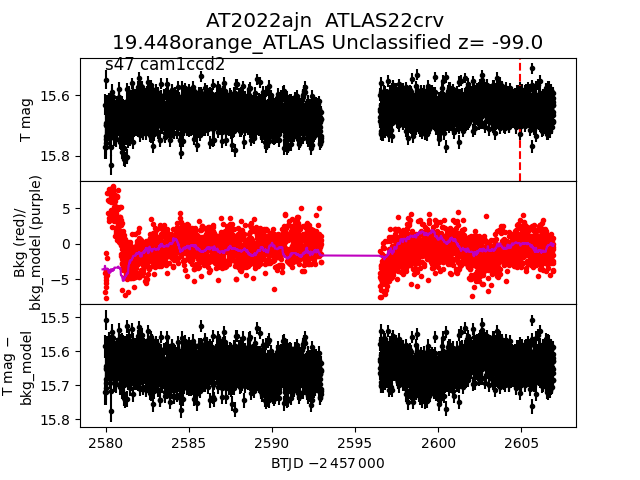 AT2022ajn  ATLAS22crv
19.448orange_ATLAS Unclassified z= -99.0
s47 cam1ccd2
T mag
15.6
15.8
Bkg (red)/
bkg_model (purple)
5
0
−5
T mag −
bkg_model
15.5
15.6
15.7
15.8
2580
2585
2590
2595
2600
2605
BTJD −2 457 000